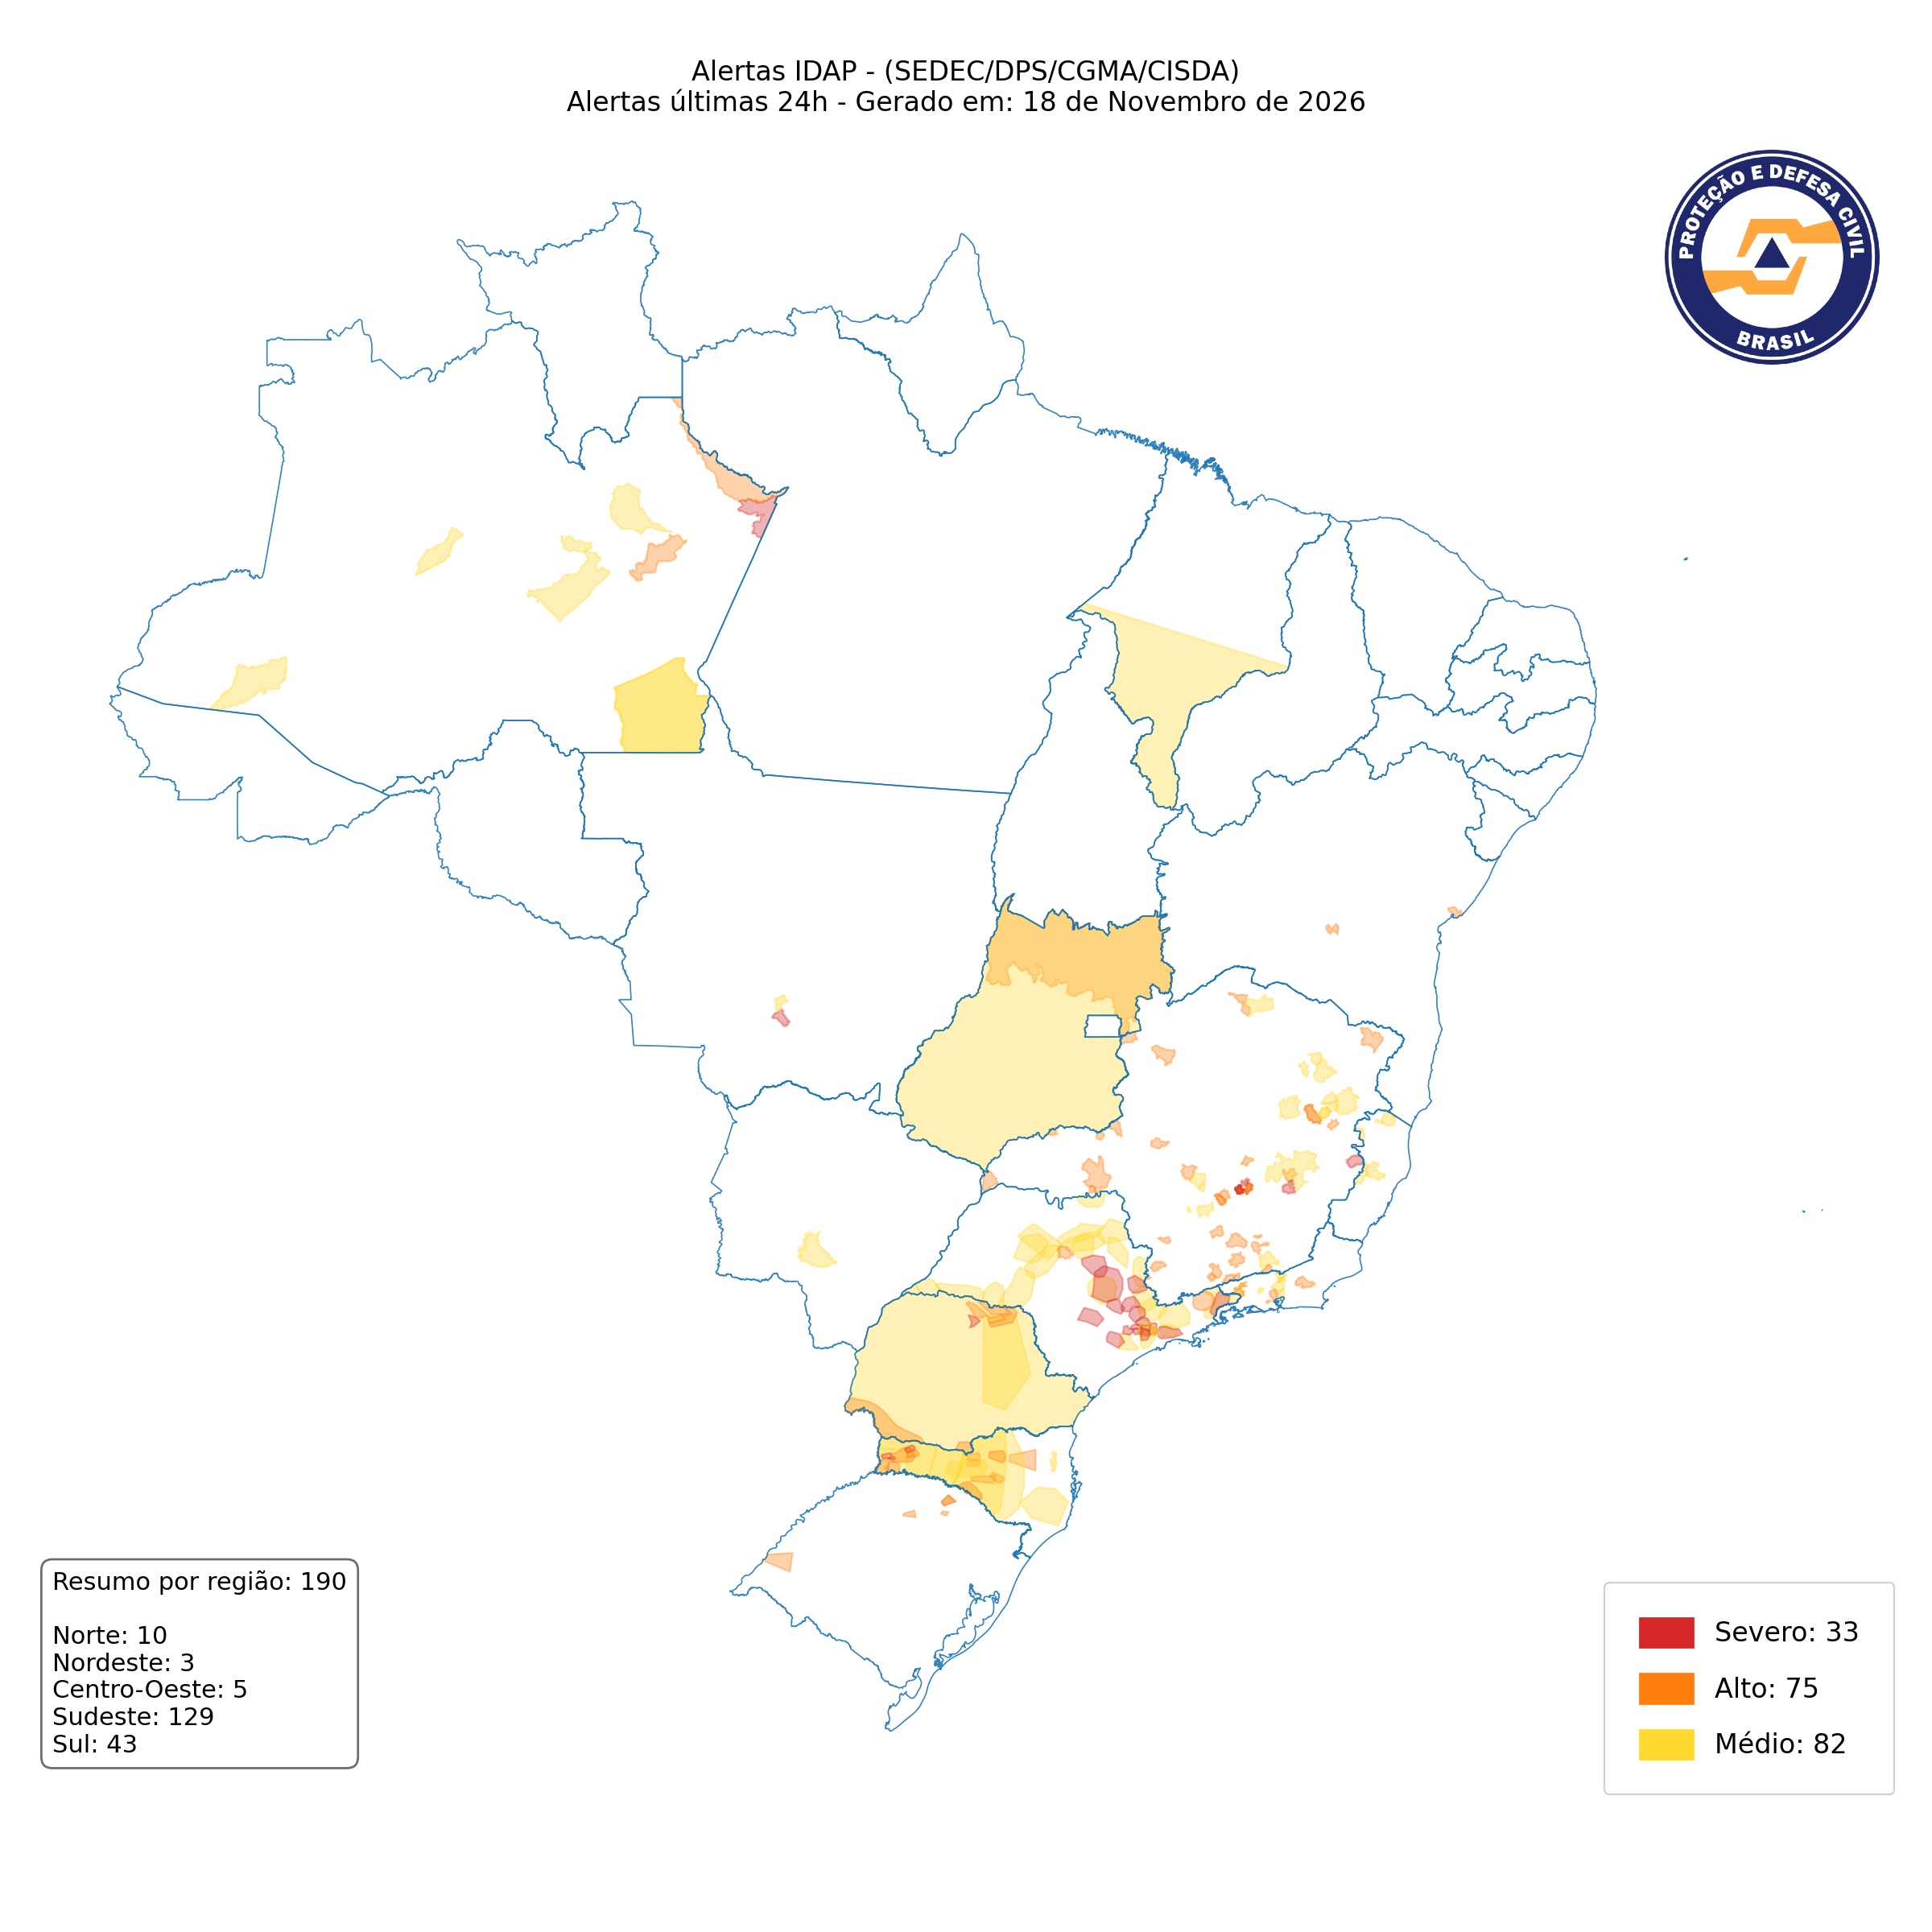 Alertas IDAP - (SEDEC/DPS/CGMA/CISDA)
Alertas últimas 24h - Gerado em: 18 de Novembro de 2026
PROTEÇÃO E DEFESA CIVIL
BRASIL
Resumo por região: 190
Norte: 10
Nordeste: 3
Centro-Oeste: 5
Sudeste: 129
Sul: 43
Severo: 33
Alto: 75
Médio: 82